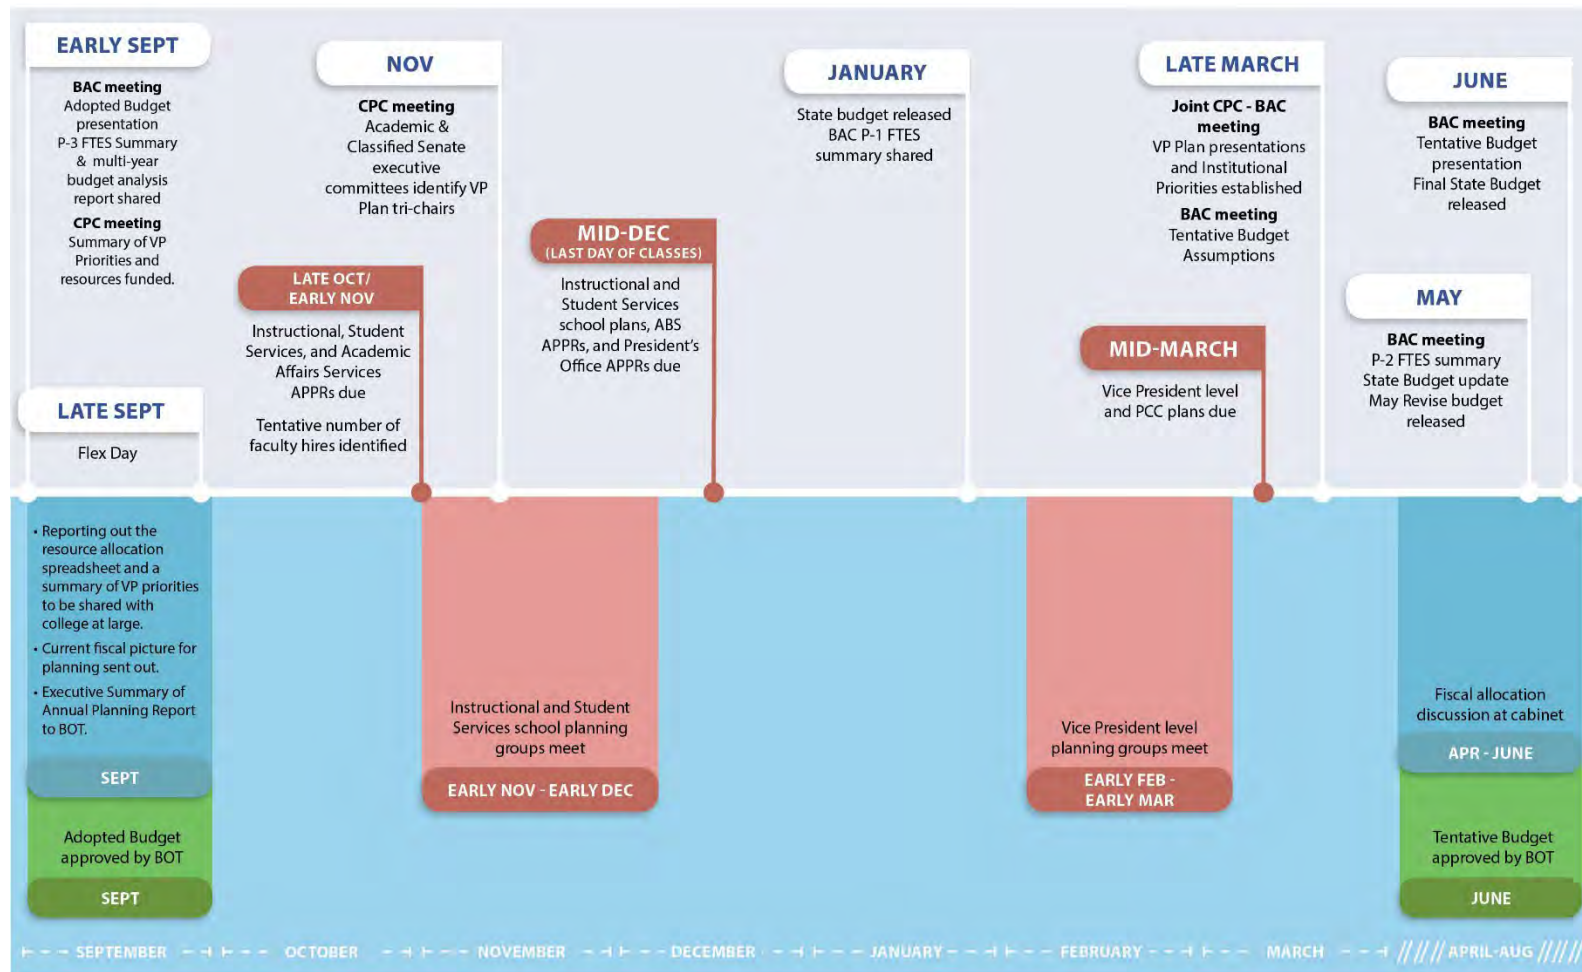 EARLY SEPT
BAC meeting
Adopted Budget
presentation
P-3 FTES Summary
& multi-year
budget analysis
report shared
CPC meeting
Summary of VP
Priorities and
resources funded.
LATE SEPT
Flex Day
LATE OCT/
EARLY NOV
Instructional, Student
Services, and Academic
Affairs Services
APPRs due
Tentative number of
faculty hires identified
NOV
CPC meeting
Academic &
Classified Senate
executive
committees identify VP
Plan tri-chairs
MID-DEC
(LAST DAY OF CLASSES)
Instructional and
Student Services
school plans, ABS
APPRs, and President's
Office APPRs due
JANUARY
State budget released
BAC P-1 FTES
summary shared
MID-MARCH
Vice President level
and PCC plans due
LATE MARCH
Joint CPC - BAC
meeting
VP Plan presentations
and Institutional
Priorities established
BAC meeting
Tentative Budget
Assumptions
MAY
BAC meeting
P-2 FTES summary
State Budget update
May Revise budget
released
JUNE
BAC meeting
Tentative Budget
presentation
Final State Budget
released
• Reporting out the
resource allocation
spreadsheet and a
summary of VP priorities
to be shared with
college at large.
• Current fiscal picture for
planning sent out.
• Executive Summary of
Annual Planning Report
to BOT.
SEPT
Adopted Budget
approved by BOT
SEPT
Instructional and Student
Services school planning
groups meet
EARLY NOV - EARLY DEC
Vice President level
planning groups meet
EARLY FEB -
EARLY MAR
Fiscal allocation
discussion at cabinet
APR - JUNE
Tentative Budget
approved by BOT
JUNE
SEPTEMBER
OCTOBER
NOVEMBER
DECEMBER
JANUARY
FEBRUARY
MARCH
APRIL-AUG